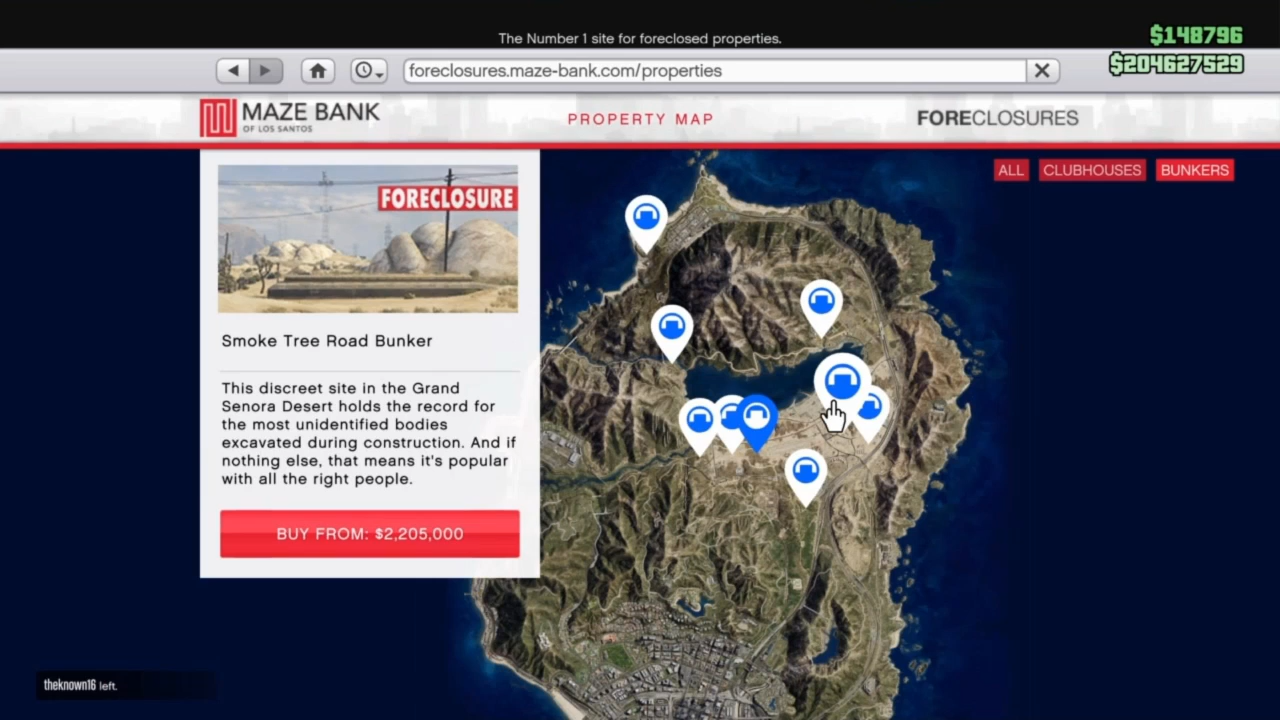 The Number 1 site for foreclosed properties.
$148796
$204627529
foreclosures.maze-bank.com/properties
MAZE BANK
OF LOS SANTOS
PROPERTY MAP
FORECLOSURES
ALL
CLUBHOUSES
BUNKERS
FORECLOSURE
Smoke Tree Road Bunker
This discreet site in the Grand
Senora Desert holds the record for
the most unidentified bodies
excavated during construction. And if
nothing else, that means it's popular
with all the right people.
BUY FROM: $2,205,000
theknown16 left.